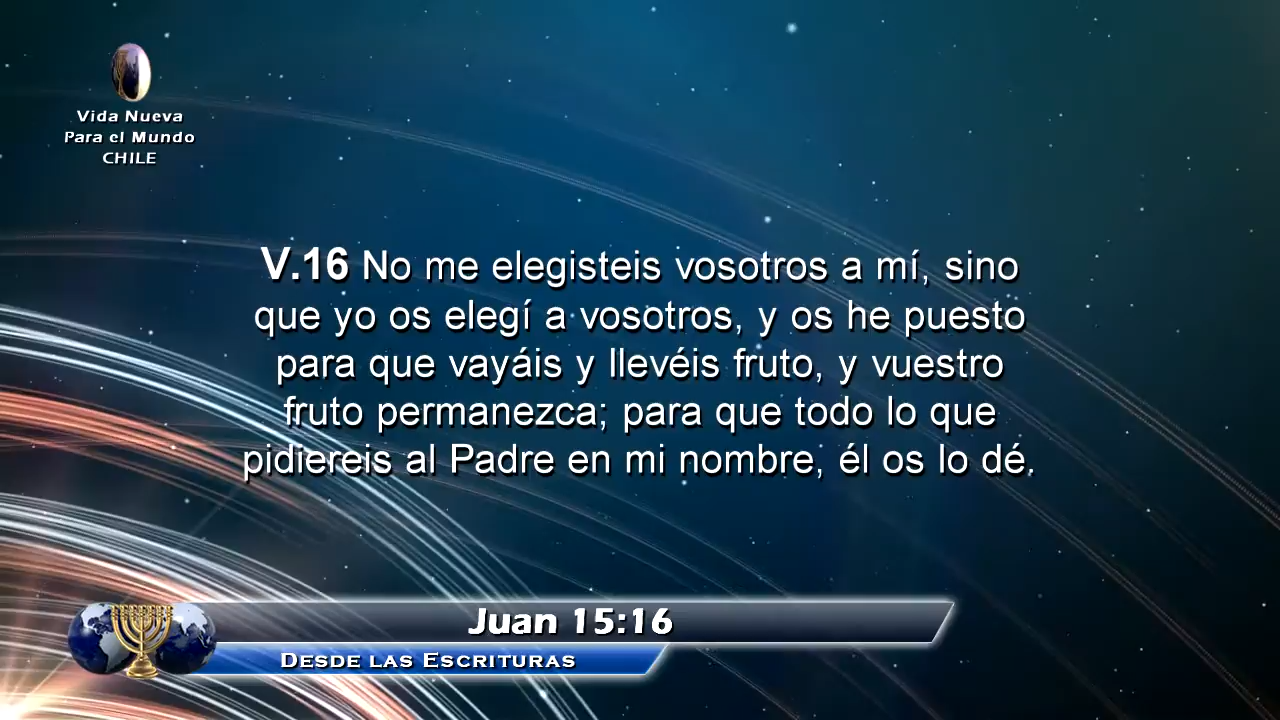 Vida Nueva
Para el Mundo
CHILE
V.16 No me elegisteis vosotros a mí, sino
que yo os elegí a vosotros, y os he puesto
para que vayáis y llevéis fruto, y vuestro
fruto permanezca; para que todo lo que
pidiereis al Padre en mi nombre, él os lo dé.
Juan 15:16
Desde las Escrituras